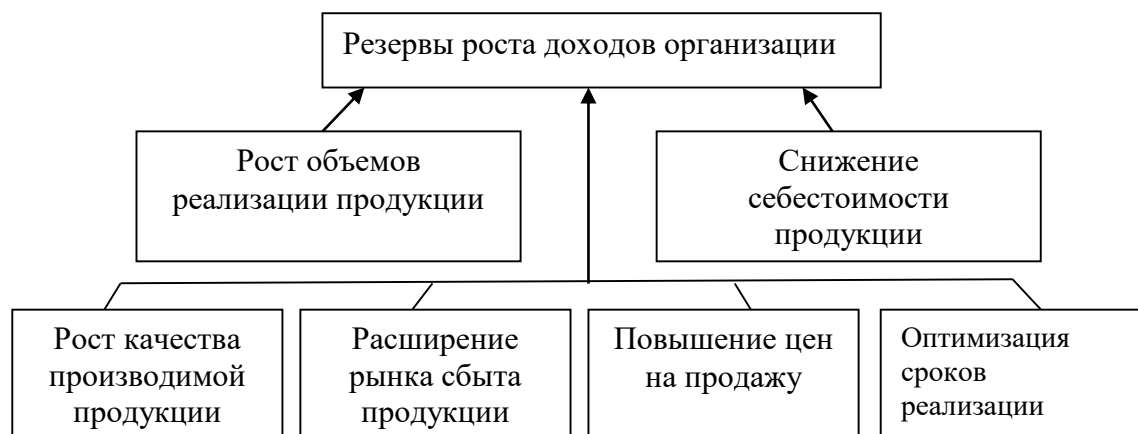 Резервы роста доходов организации
Рост объемов
реализации продукции
Снижение
себестоимости
продукции
Рост качества
производимой
продукции
Расширение
рынка сбыта
продукции
Повышение цен
на продажу
Оптимизация
сроков
реализации